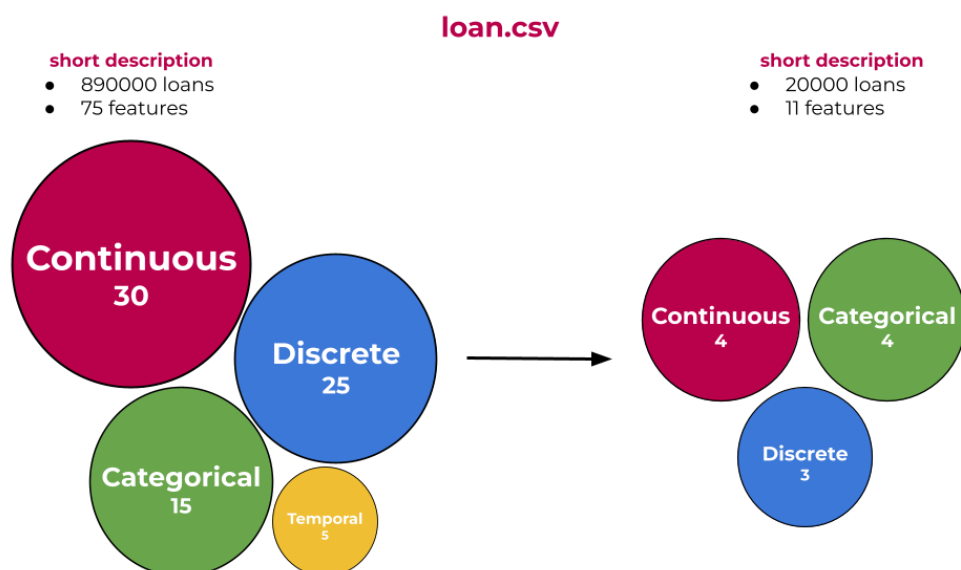 loan.csv
short description
● 890000 loans
● 75 features
short description
● 20000 loans
● 11 features
Continuous
30
Discrete
25
Categorical
15
Temporal
5
Continuous
4
Categorical
4
Discrete
3